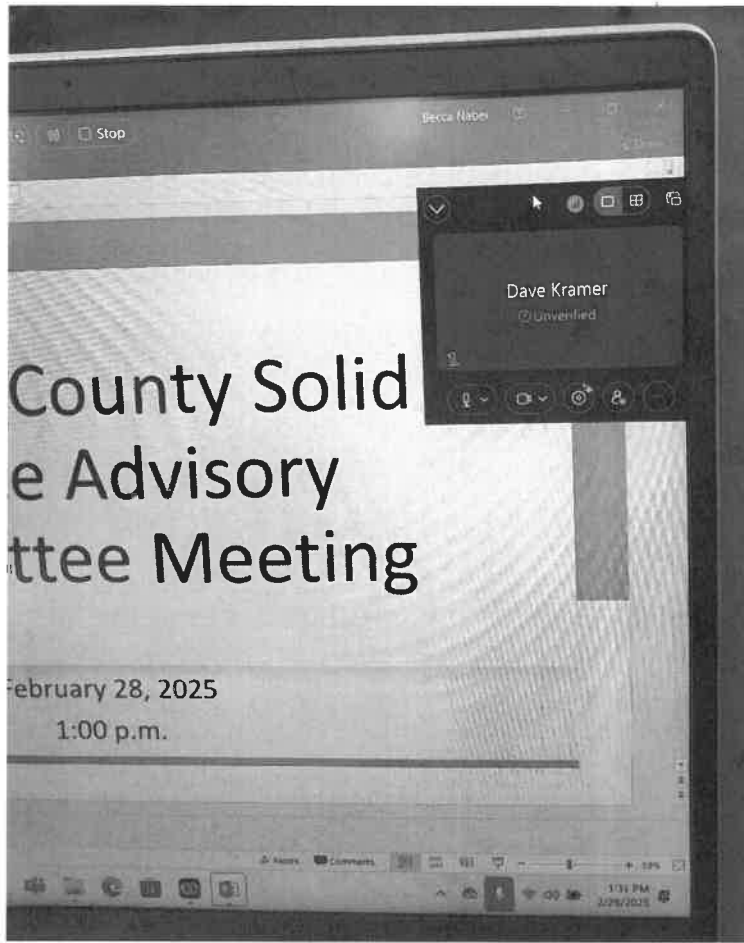 Stop
Becca Nabel
Dave Kramer
Unverified
County Solid
e Advisory
ttee Meeting
February 28, 2025
1:00 p.m.
Notes Comments
1:31 PM
2/28/2025